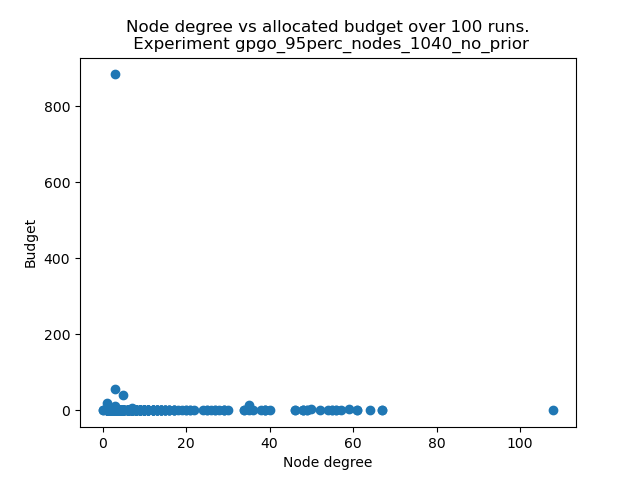 Node degree vs allocated budget over 100 runs.
Experiment gpgo_95perc_nodes_1040_no_prior
800
600
400
200
0
Budget
0 20 40 60 80 100
Node degree